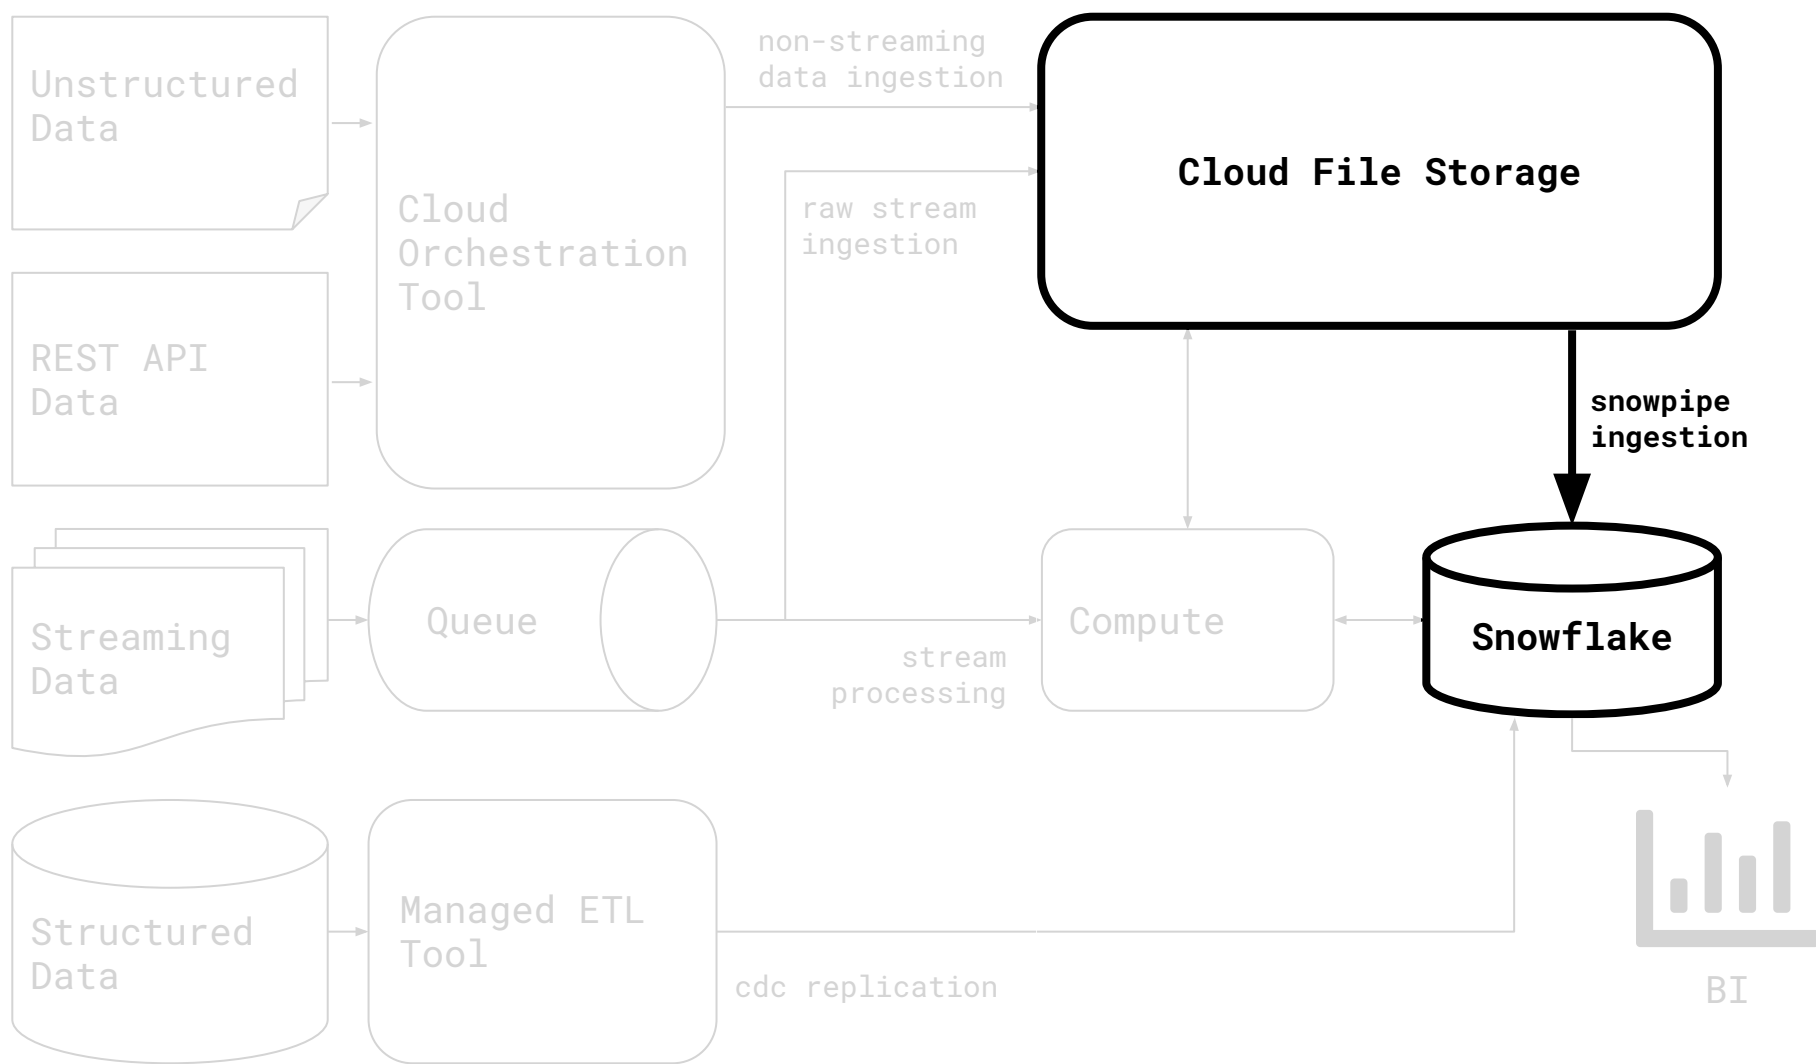 Unstructured
Data
REST API
Data
Streaming
Data
Structured
Data
Cloud
Orchestration
Tool
Queue
Managed ETL
Tool
non-streaming
data ingestion
raw stream
ingestion
stream
processing
cdc replication
Cloud File Storage
snowpipe
ingestion
Compute
Snowflake
BI